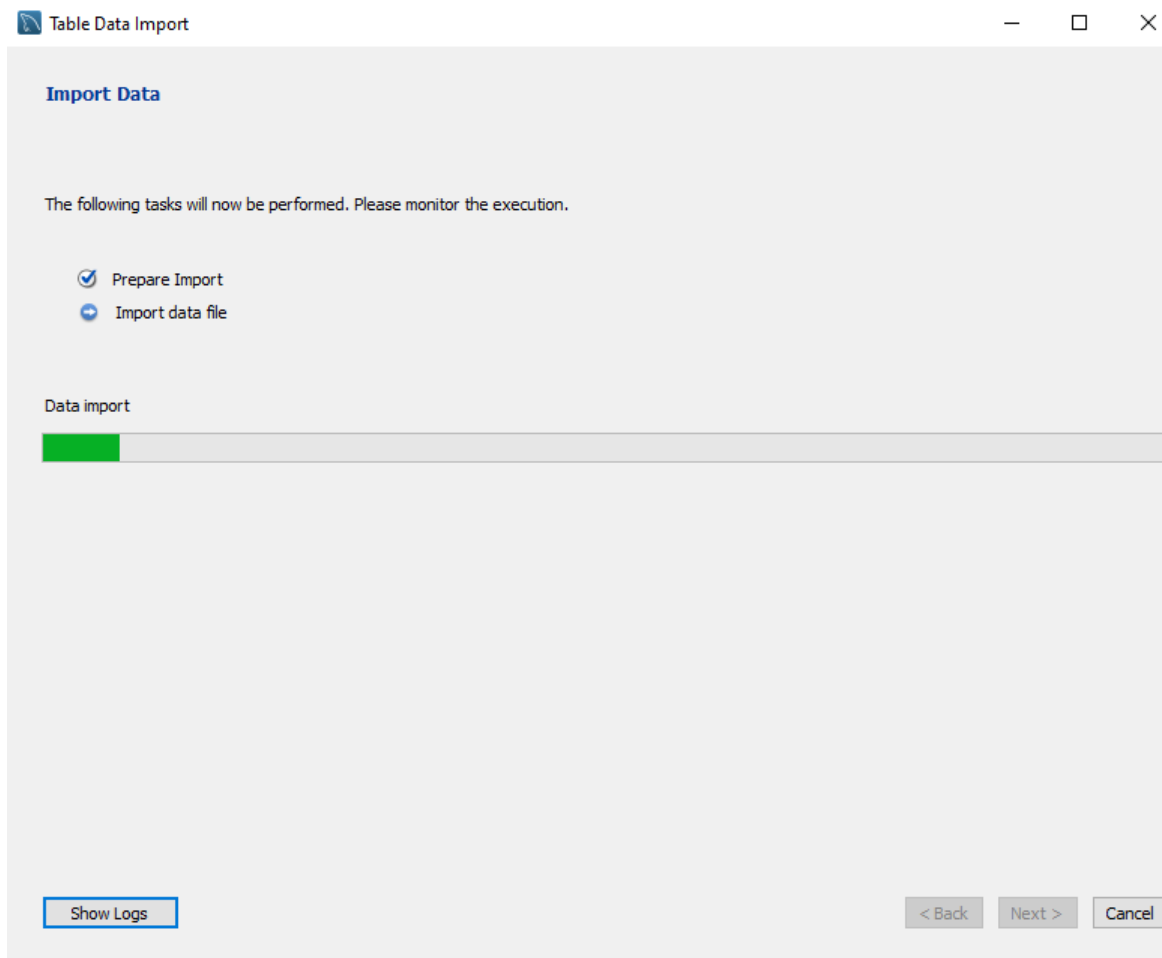 Table Data Import
Import Data
The following tasks will now be performed. Please monitor the execution.
Prepare Import
Import data file
Data import
Show Logs
< Back
Next >
Cancel